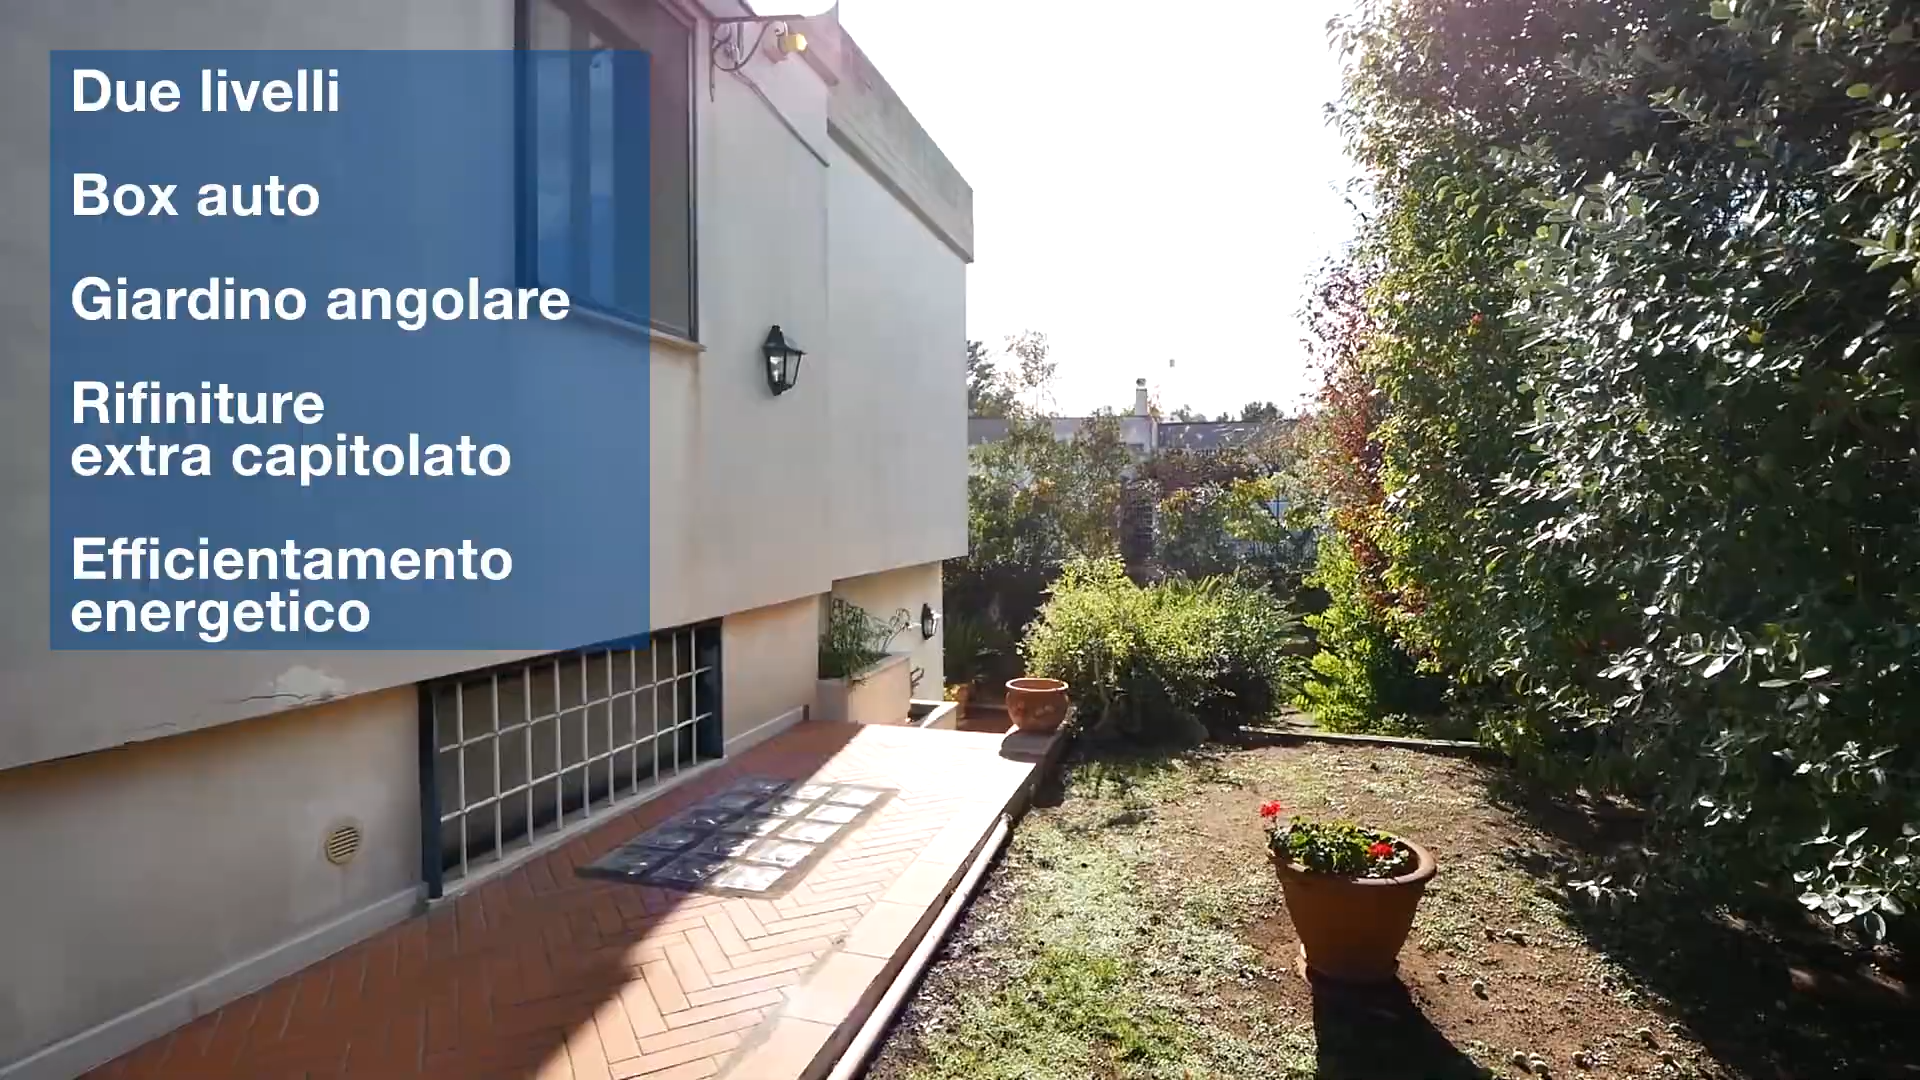 Due livelli
Box auto
Giardino angolare
Rifiniture
extra capitolato
Efficientamento
energetico